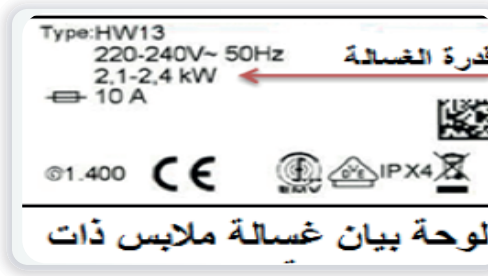 Type:HW13
220-240V~ 50Hz
قدرة الغسالة
2,1-2,4 kW
10 A
1.400 CE EMV IPX4
لوحة بيان غسالة ملابس ذات